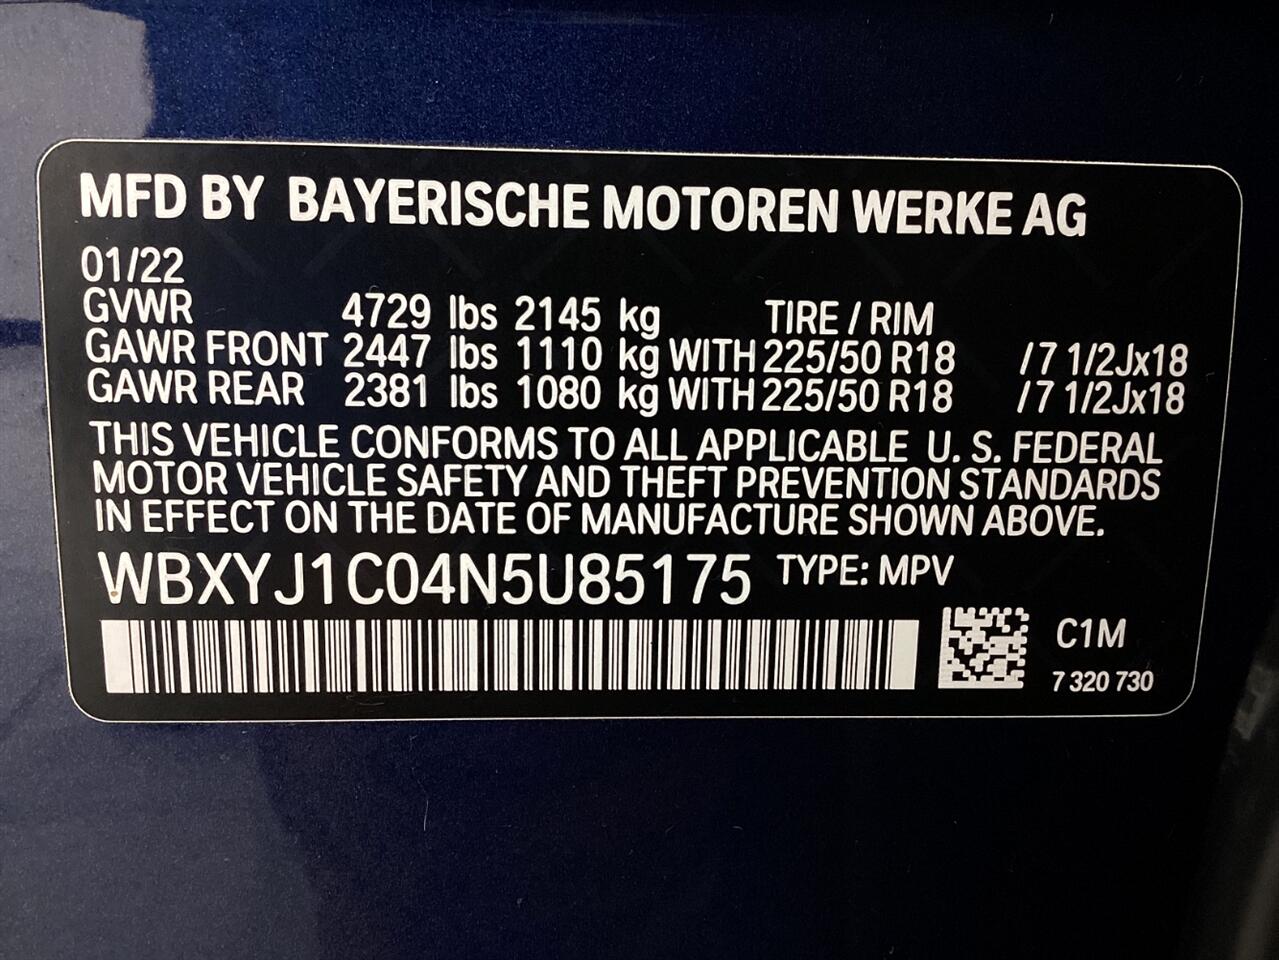 MFD BY BAYERISCHE MOTOREN WERKE AG
01/22
GVWR 4729 lbs 2145 kg TIRE / RIM
GAWR FRONT 2447 lbs 1110 kg WITH 225/50 R18 /7 1/2Jx18
GAWR REAR 2381 lbs 1080 kg WITH 225/50 R18 /7 1/2Jx18
THIS VEHICLE CONFORMS TO ALL APPLICABLE U. S. FEDERAL
MOTOR VEHICLE SAFETY AND THEFT PREVENTION STANDARDS
IN EFFECT ON THE DATE OF MANUFACTURE SHOWN ABOVE.
WBXYJ1C04N5U85175 TYPE: MPV
C1M
7 320 730